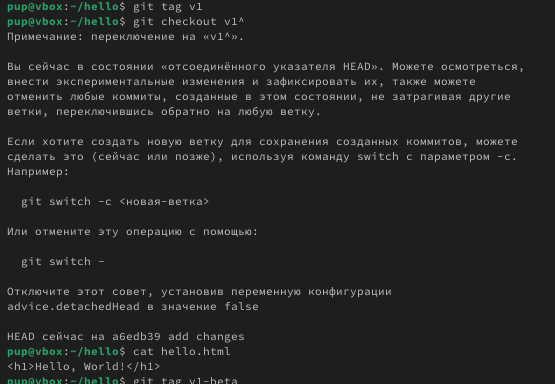 pup@vbox:~/hello$ git tag v1
pup@vbox:~/hello$ git checkout v1^
Примечание: переключение на «v1^».
Вы сейчас в состоянии «отсоединённого указателя HEAD». Можете осмотреться,
внести экспериментальные изменения и зафиксировать их, также можете
отменить любые коммиты, созданные в этом состоянии, не затрагивая другие
ветки, переключившись обратно на любую ветку.
Если хотите создать новую ветку для сохранения созданных коммитов, можете
сделать это (сейчас или позже), используя команду switch с параметром -c.
Например:
git switch -c <новая-ветка>
Или отмените эту операцию с помощью:
git switch -
Отключите этот совет, установив переменную конфигурации
advice.detachedHead в значение false
HEAD сейчас на a6edb39 add changes
pup@vbox:~/hello$ cat hello.html
<h1>Hello, World!</h1>
pup@vbox:~/hello$ git tag v1-beta